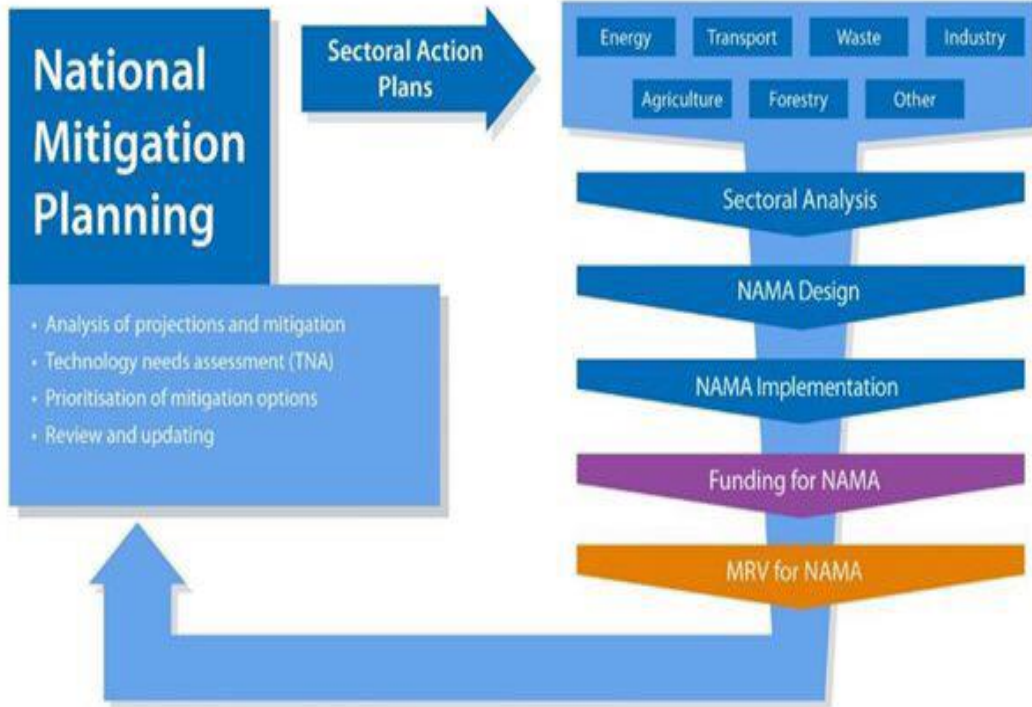 National
Mitigation
Planning
• Analysis of projections and mitigation
• Technology needs assessment (TNA)
• Prioritisation of mitigation options
• Review and updating
Sectoral Action
Plans
Energy Transport Waste Industry
Agriculture Forestry Other
Sectoral Analysis
NAMA Design
NAMA Implementation
Funding for NAMA
MRV for NAMA